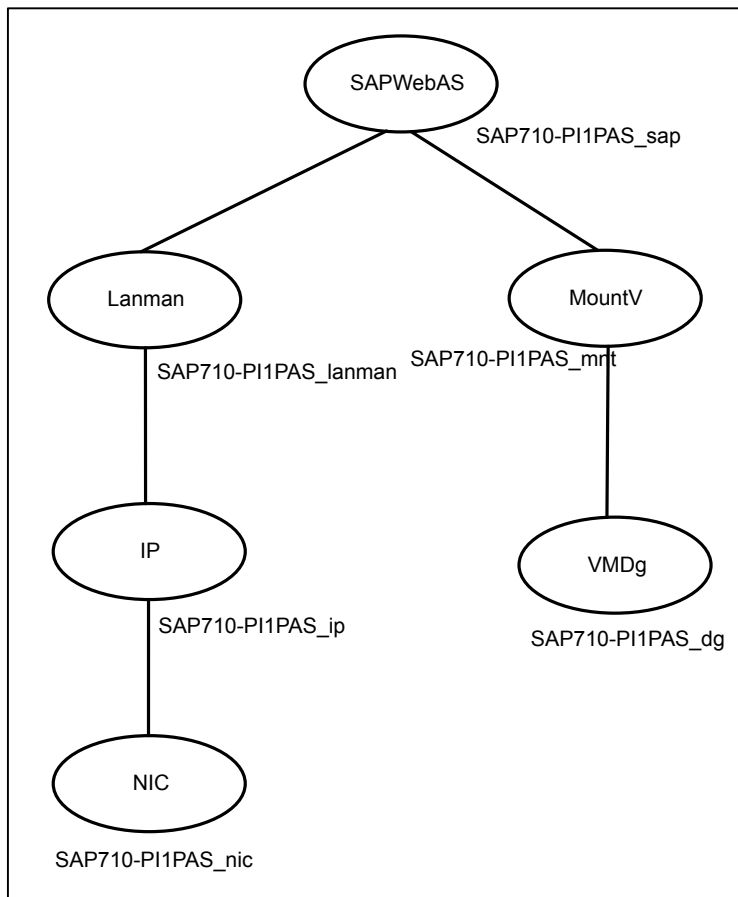 SAPWebAS
SAP710-PI1PAS_sap
Lanman
MountV
SAP710-PI1PAS_lanman
SAP710-PI1PAS_mnt
IP
VMDg
SAP710-PI1PAS_ip
SAP710-PI1PAS_dg
NIC
SAP710-PI1PAS_nic